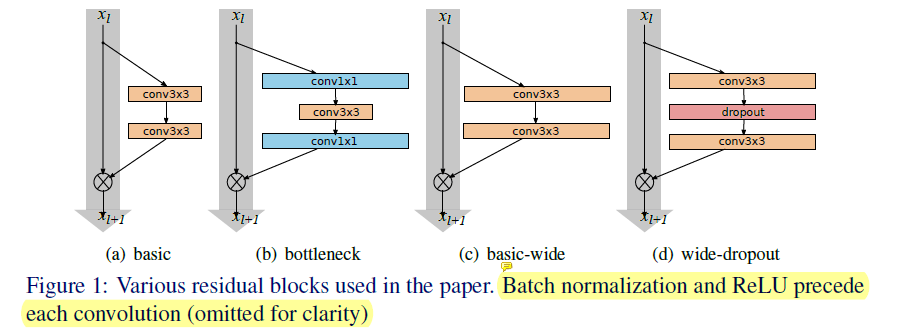 x_l x_l x_l x_l
conv3x3 conv1x1 conv3x3 conv3x3
conv3x3 dropout
conv3x3 conv1x1 conv3x3 conv3x3
x_{l+1} x_{l+1} x_{l+1} x_{l+1}
(a) basic (b) bottleneck (c) basic-wide (d) wide-dropout
Figure 1: Various residual blocks used in the paper. Batch normalization and ReLU precede
each convolution (omitted for clarity)